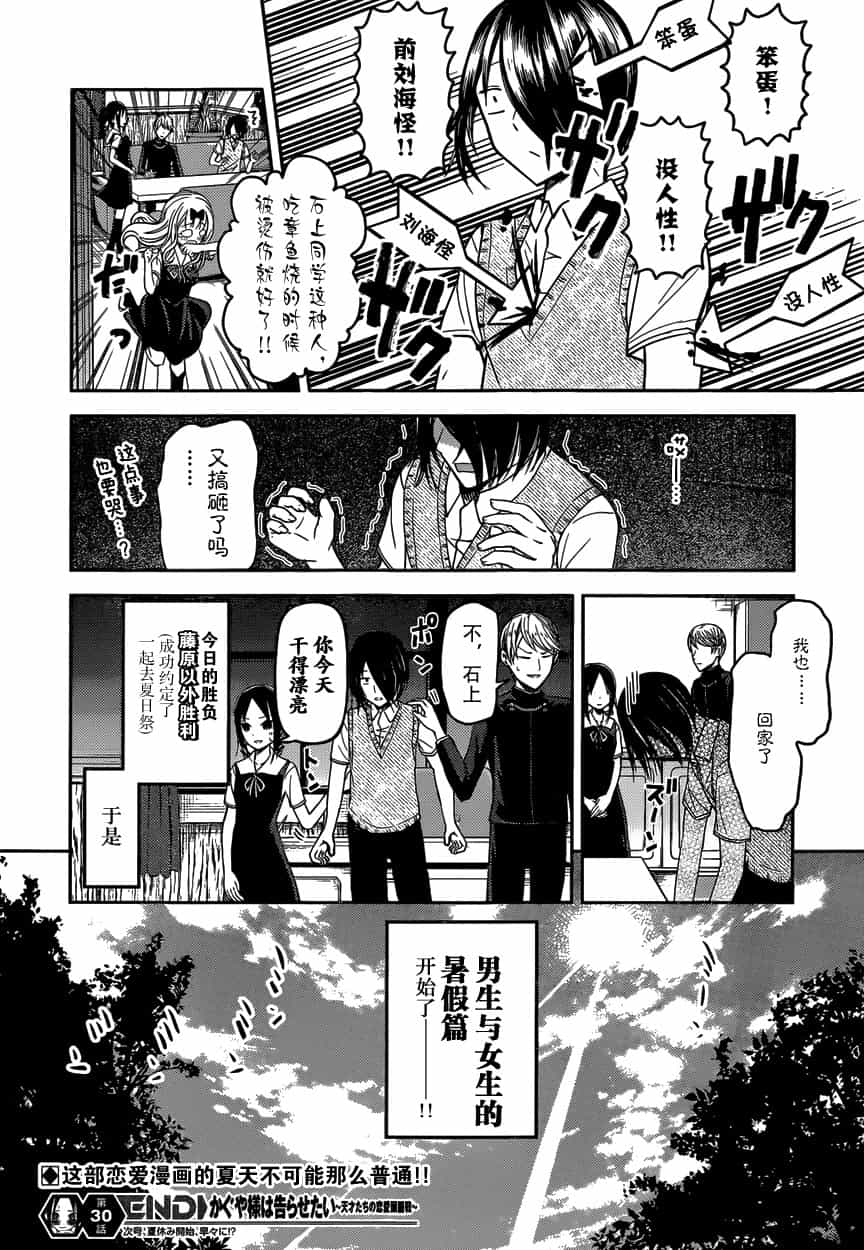 笨蛋！
笨蛋
前刘海怪!!
没人性!!
没人性
刘海怪
ザク
ザク
ザク
石上同学这种人，
吃章鱼烧的时候
被烫伤就好了!!
だっ
ザメ…
又搞砸了吗
……
这点事
也要哭…？
我也……
回家了
ズーン
不，石上
你今天
干得漂亮
ポン
トン
今日的胜负
藤原以外胜利
(成功约定了
一起去夏日祭)
于是
男生与女生的
暑假篇
开始了——!!
◆这部恋爱漫画的夏天不可能那么普通!!
第30話
END
かぐや様は告らせたい~天才たちの恋愛頭脳戦~
次号、夏休み開始、早々に!?